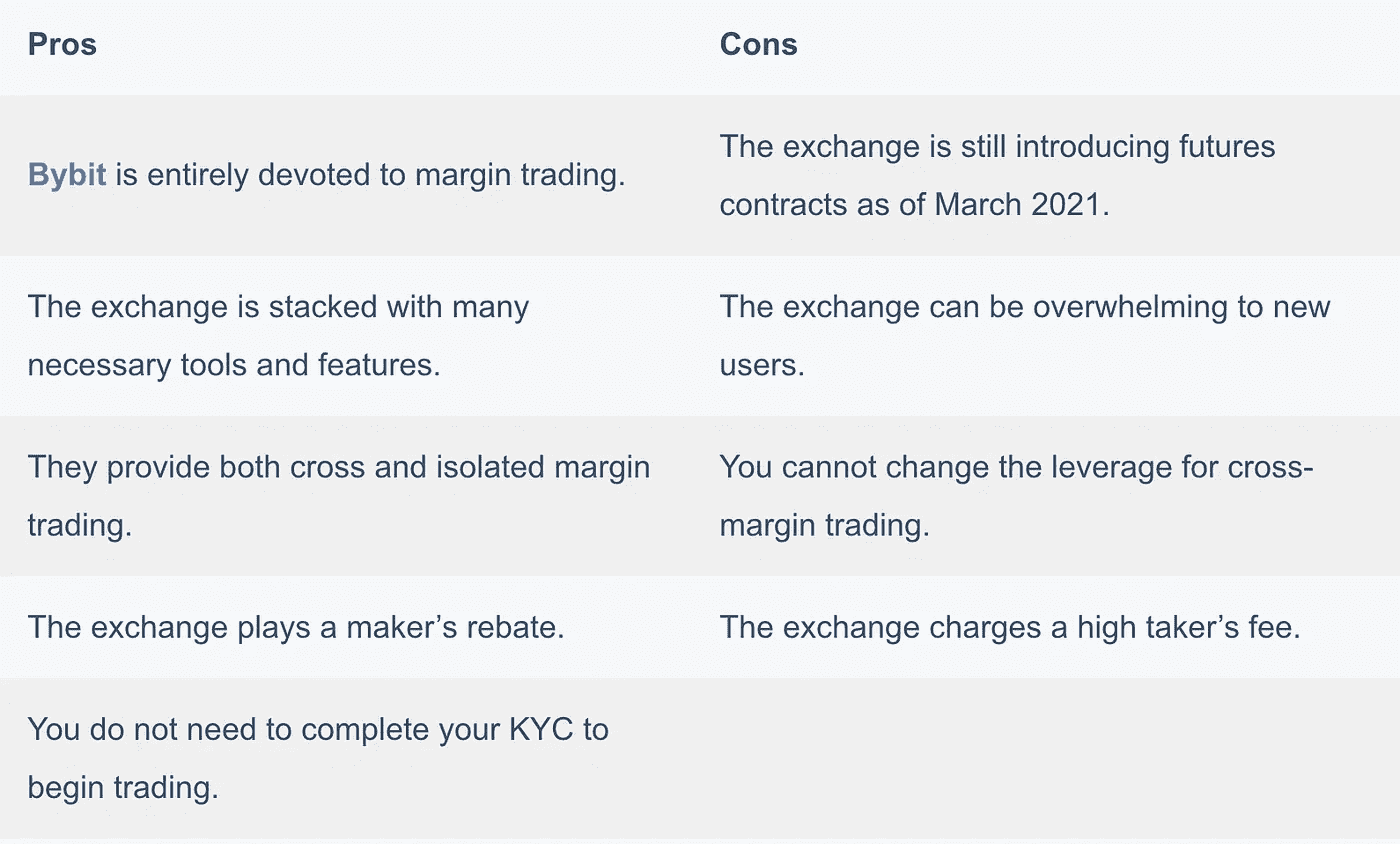 Pros
Cons
Bybit is entirely devoted to margin trading.
The exchange is still introducing futures
contracts as of March 2021.
The exchange is stacked with many
necessary tools and features.
The exchange can be overwhelming to new
users.
They provide both cross and isolated margin
trading.
You cannot change the leverage for cross-
margin trading.
The exchange plays a maker’s rebate.
The exchange charges a high taker’s fee.
You do not need to complete your KYC to
begin trading.